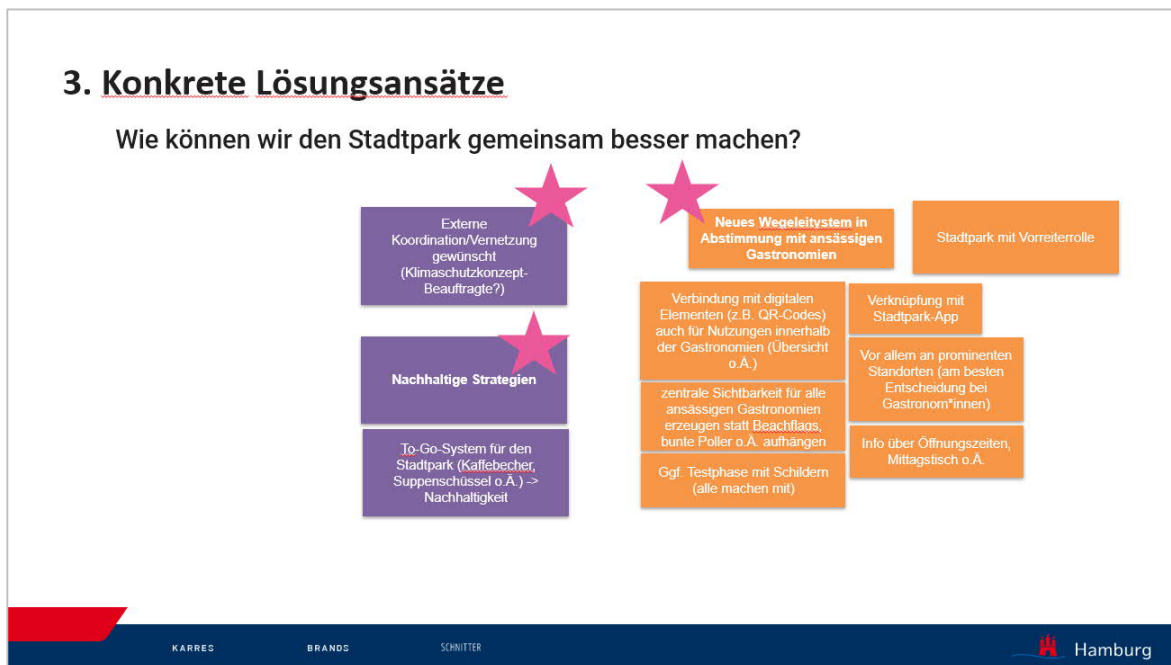 3. Konkrete Lösungsansätze
Wie können wir den Stadtpark gemeinsam besser machen?
Externe
Koordination/Vernetzung
gewünscht
(Klimaschutzkonzept-
Beauftragte?)
Nachhaltige Strategien
To-Go-System für den
Stadtpark (Kaffebecher,
Suppenschüssel o.Ä.) ->
Nachhaltigkeit
Neues Wegeleitystem in
Abstimmung mit ansässigen
Gastronomien
Stadtpark mit Vorreiterrolle
Verbindung mit digitalen
Elementen (z.B. QR-Codes)
auch für Nutzungen innerhalb
der Gastronomien (Übersicht
o.Ä.)
zentrale Sichtbarkeit für alle
ansässigen Gastronomien
erzeugen statt Beachflags,
bunte Poller o.Ä. aufhängen
Ggf. Testphase mit Schildern
(alle machen mit)
Verknüpfung mit
Stadtpark-App
Vor allem an prominenten
Standorten (am besten
Entscheidung bei
Gastronom*innen)
Info über Öffnungszeiten,
Mittagstisch o.Ä.
KARRES BRANDS SCHNITTER
Hamburg